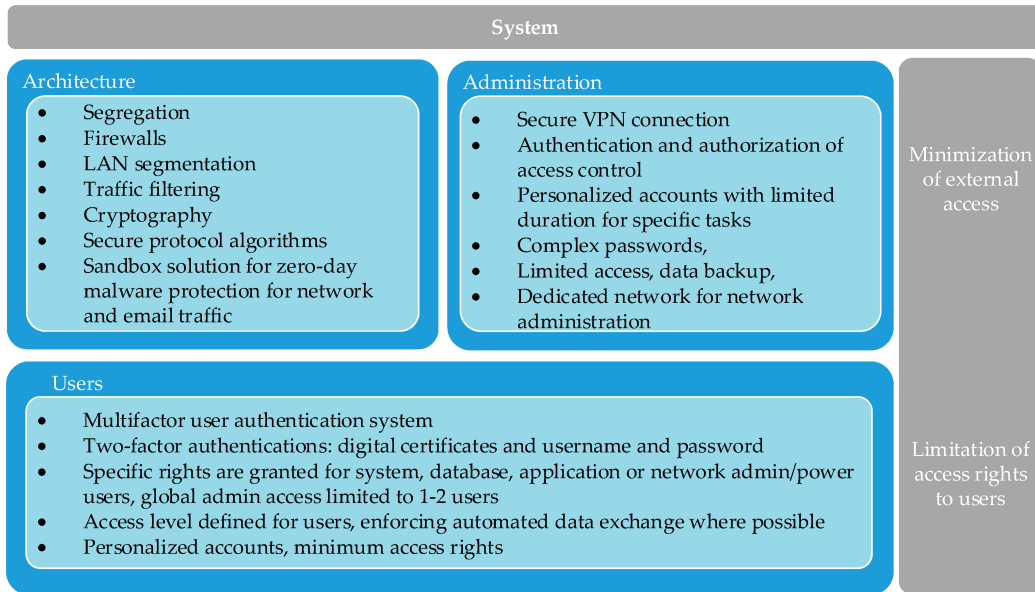 System
Architecture
• Segregation
• Firewalls
• LAN segmentation
• Traffic filtering
• Cryptography
• Secure protocol algorithms
• Sandbox solution for zero-day
malware protection for network
and email traffic
Administration
• Secure VPN connection
• Authentication and authorization of
access control
• Personalized accounts with limited
duration for specific tasks
• Complex passwords,
• Limited access, data backup,
• Dedicated network for network
administration
Minimization
of external
access
Users
• Multifactor user authentication system
• Two-factor authentications: digital certificates and username and password
• Specific rights are granted for system, database, application or network admin/power
users, global admin access limited to 1-2 users
• Access level defined for users, enforcing automated data exchange where possible
• Personalized accounts, minimum access rights
Limitation of
access rights
to users